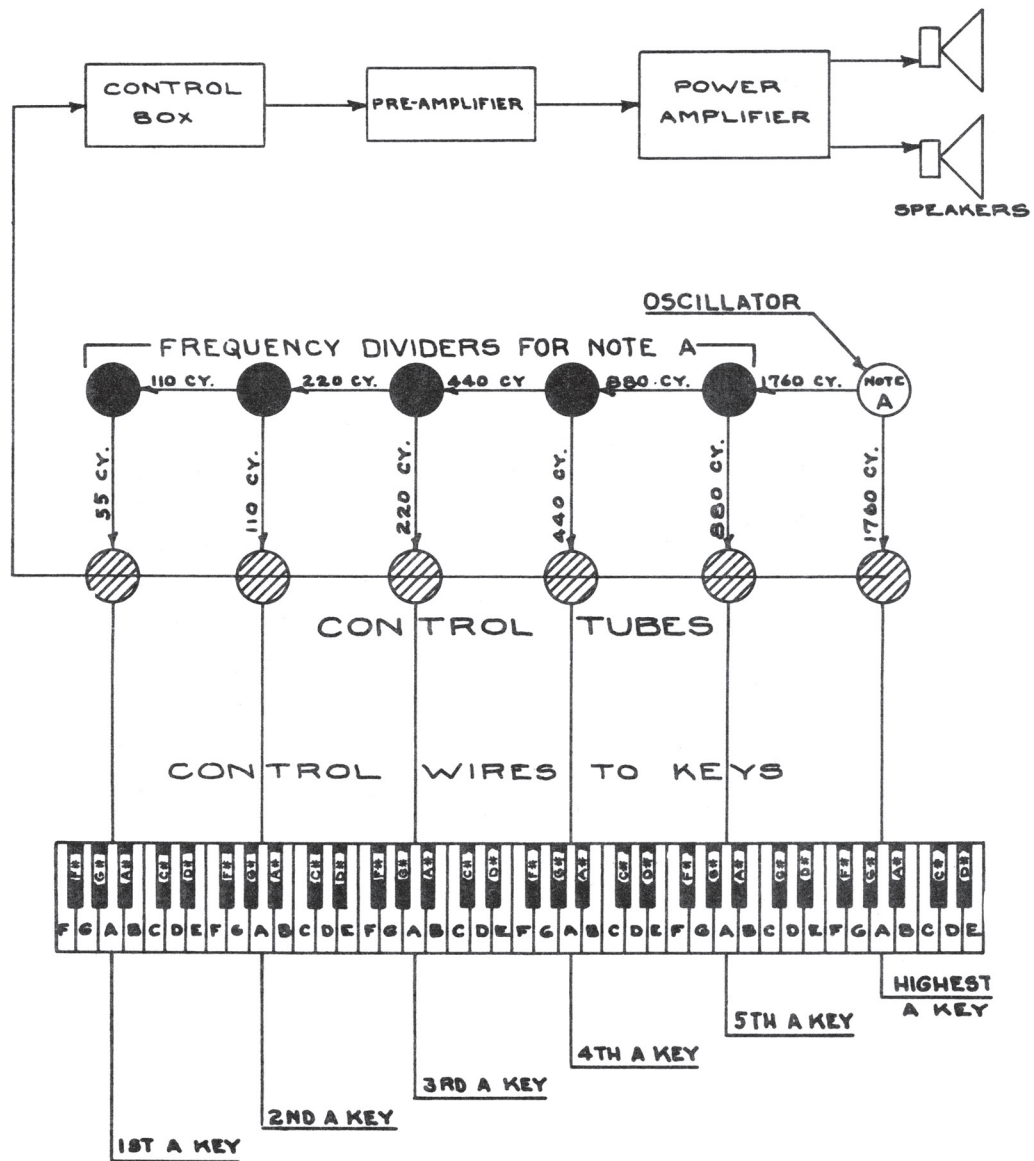 CONTROL
BOX
PRE-AMPLIFIER
POWER
AMPLIFIER
SPEAKERS
OSCILLATOR
FREQUENCY DIVIDERS FOR NOTE A
110 CY.
220 CY.
440 CY
880 CY.
1760 CY.
NOTE
A
55 CY.
110 CY.
220 CY.
440 CY.
880 CY.
1760 CY.
CONTROL TUBES
CONTROL WIRES TO KEYS
F# G# A# C# D# F# G# A# C# D# F# G# A# C# D# F# G# A# C# D# F# G# A# C# D# F# G# A# C# D#
F G A B C D E F G A B C D E F G A B C D E F G A B C D E F G A B C D E F G A B C D E
HIGHEST
A KEY
5TH A KEY
4TH A KEY
3RD A KEY
2ND A KEY
1ST A KEY